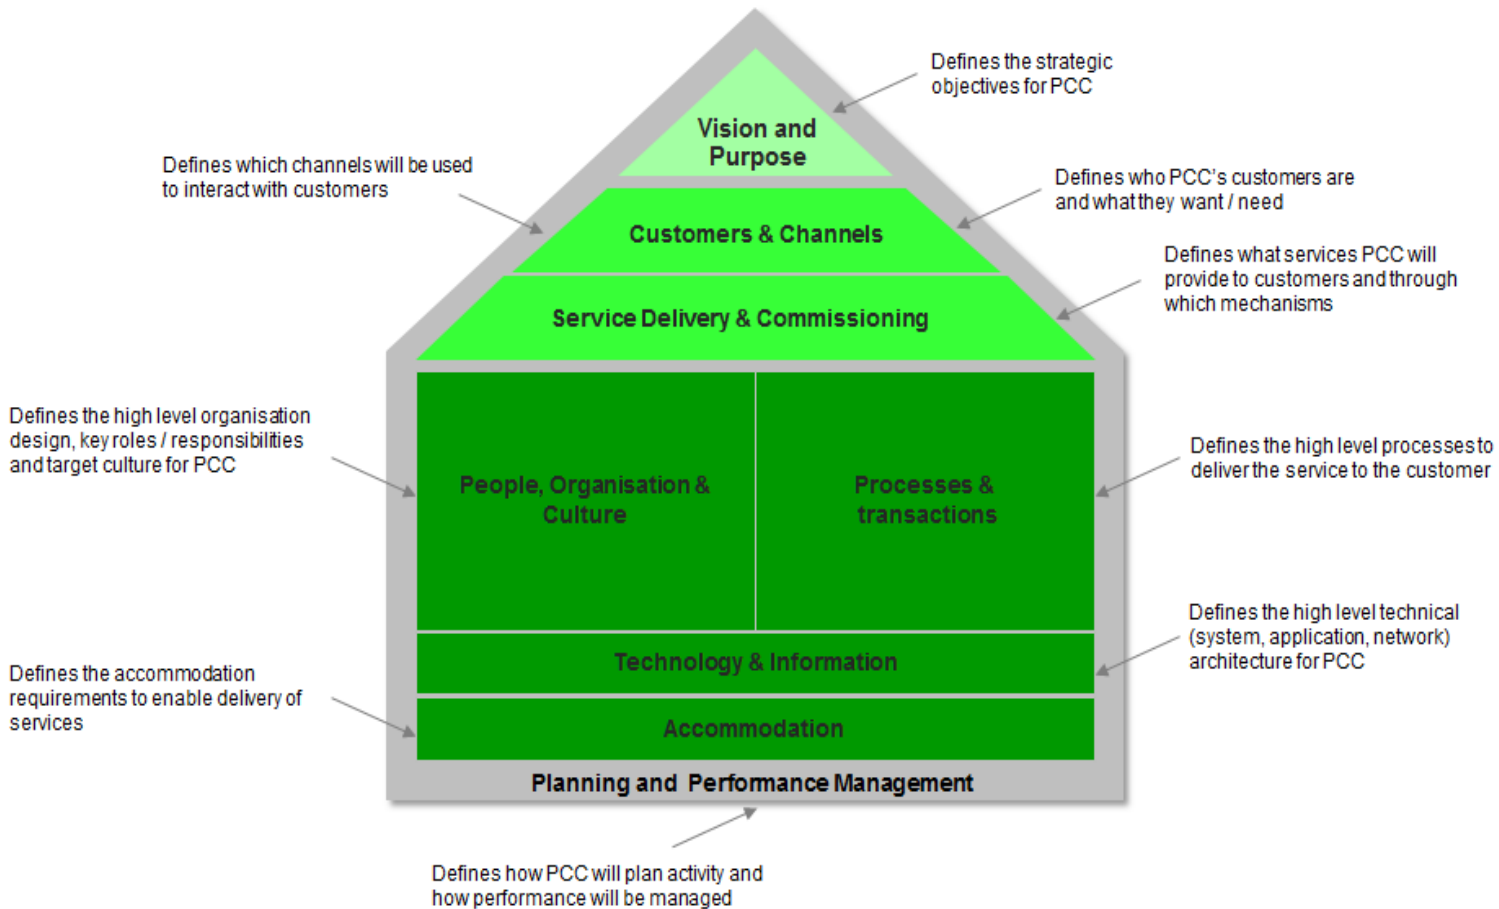 Defines the strategic
objectives for PCC
Vision and
Purpose
Defines which channels will be used
to interact with customers
Defines who PCC's customers are
and what they want / need
Customers & Channels
Defines what services PCC will
provide to customers and through
which mechanisms
Service Delivery & Commissioning
Defines the high level organisation
design, key roles / responsibilities
and target culture for PCC
People, Organisation &
Culture
Processes &
transactions
Defines the high level processes to
deliver the service to the customer
Defines the high level technical
(system, application, network)
architecture for PCC
Technology & Information
Defines the accommodation
requirements to enable delivery of
services
Accommodation
Planning and Performance Management
Defines how PCC will plan activity and
how performance will be managed